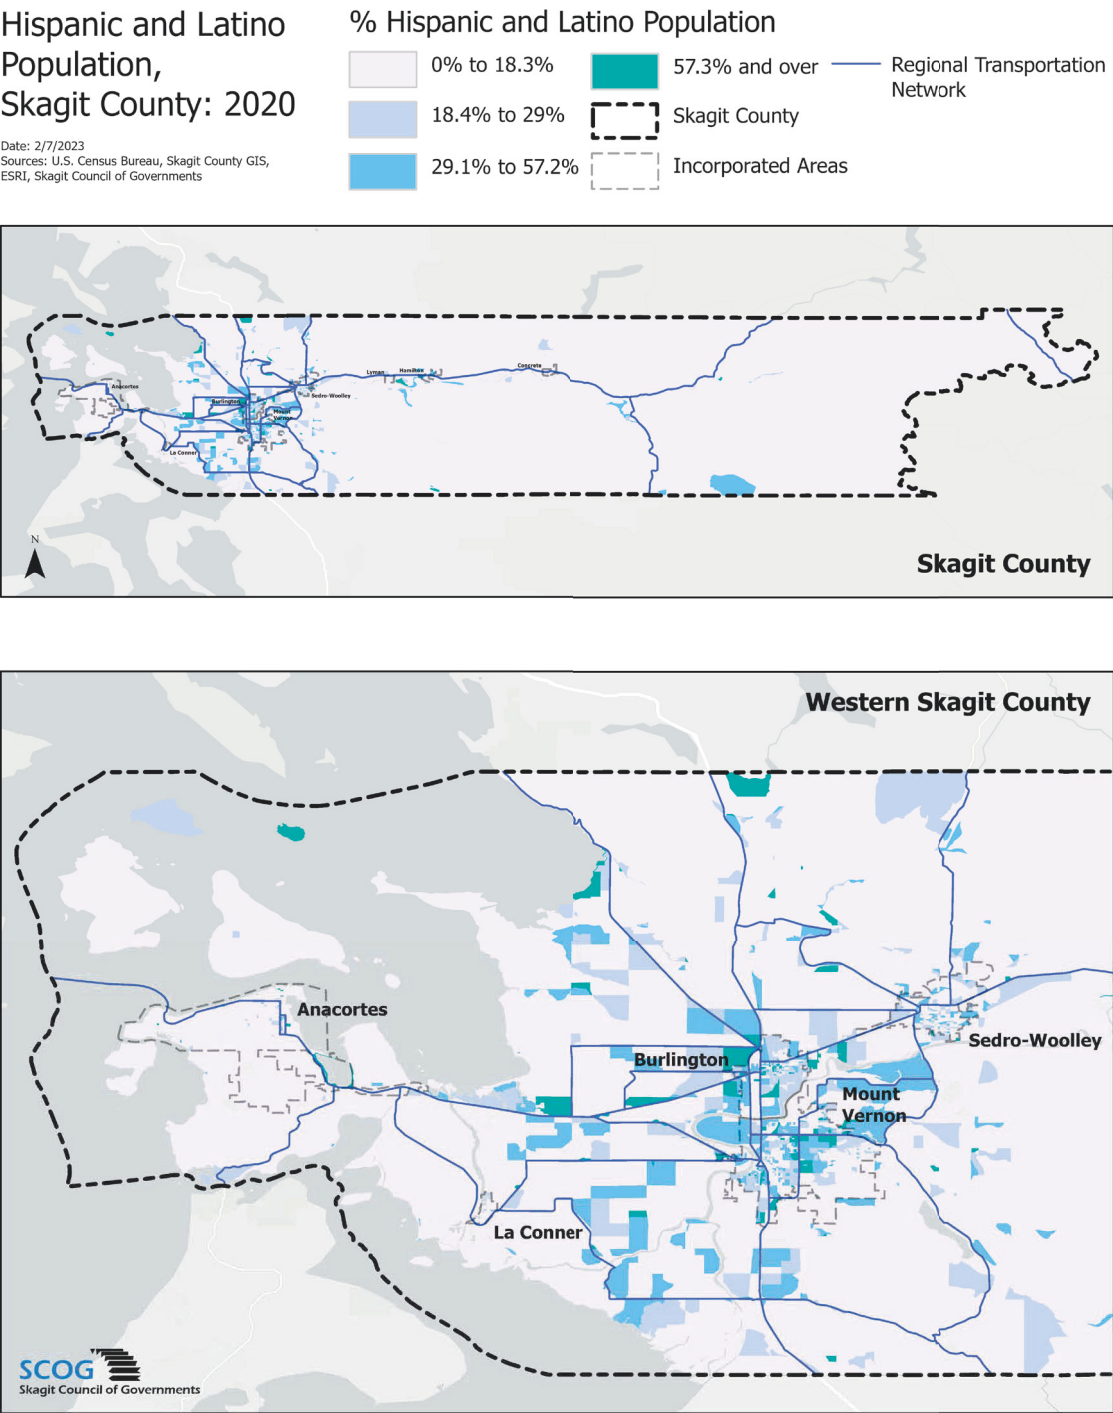 Hispanic and Latino
Population,
Skagit County: 2020
Date: 2/7/2023
Sources: U.S. Census Bureau, Skagit County GIS,
ESRI, Skagit Council of Governments
% Hispanic and Latino Population
0% to 18.3%
18.4% to 29%
29.1% to 57.2%
57.3% and over
Skagit County
Incorporated Areas
Regional Transportation
Network
Anacortes
Burlington
Mount
Vernon
La Conner
Sedro-Woolley
Lyman
Hamilton
Concrete
N
Skagit County
Western Skagit County
Anacortes
Burlington
Sedro-Woolley
Mount
Vernon
La Conner
SCOG
Skagit Council of Governments